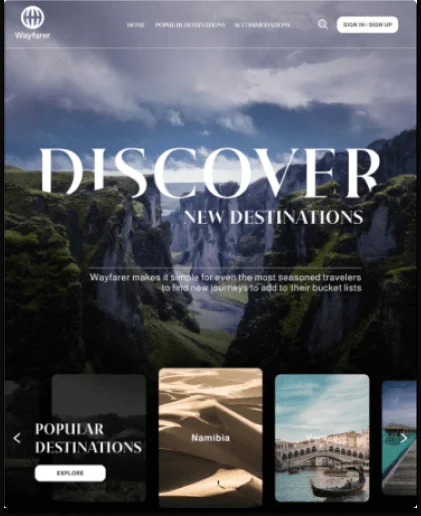 Wayfarer
HOME POPULAR DESTINATIONS ACCOMMODATIONS
SIGN IN / SIGN UP
DISCOVER
NEW DESTINATIONS
Wayfarer makes it simple for even the most seasoned travelers
to find new journeys to add to their bucket lists
POPULAR
DESTINATIONS
EXPLORE
Namibia